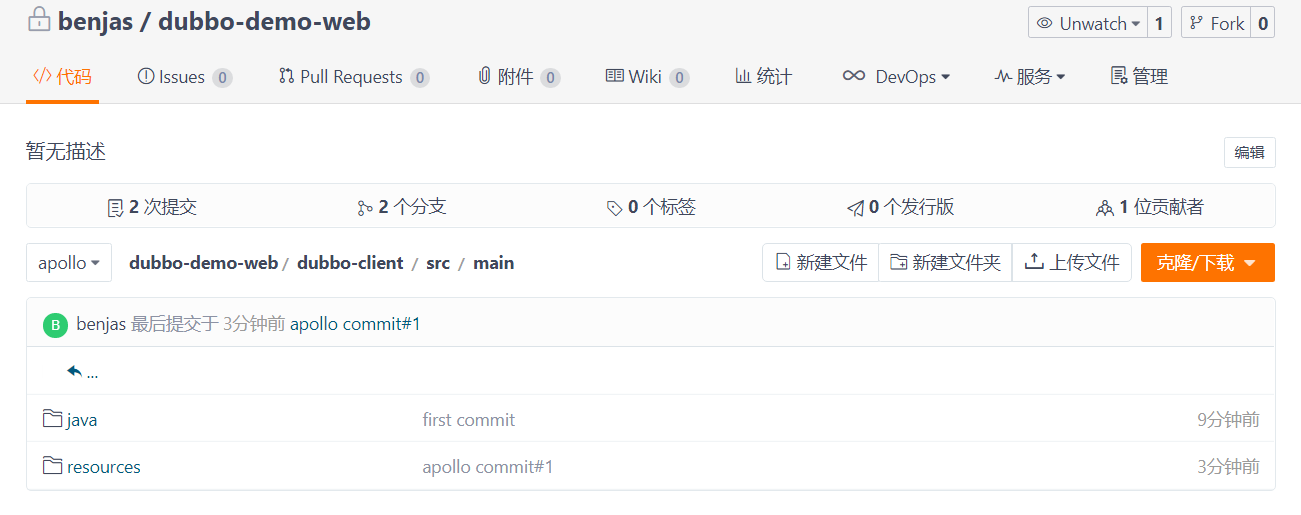 benjas / dubbo-demo-web Unwatch 1 Fork 0
代码 Issues 0 Pull Requests 0 附件 0 Wiki 0 统计 DevOps 服务 管理
暂无描述 编辑
2 次提交 2 个分支 0 个标签 0 个发行版 1 位贡献者
apollo dubbo-demo-web / dubbo-client / src / main 新建文件 新建文件夹 上传文件 克隆/下载
B benjas 最后提交于 3分钟前 apollo commit#1
...
java first commit 9分钟前
resources apollo commit#1 3分钟前